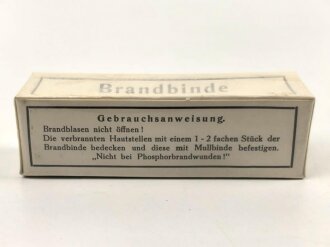 Brandbinde
Gebrauchsanweisung.
Brandblasen nicht öffnen!
Die verbrannten Hautstellen mit einem 1 - 2 fachen Stück der
Brandbinde bedecken und diese mit Mullbinde befestigen.
„Nicht bei Phosphorbrandwunden!"